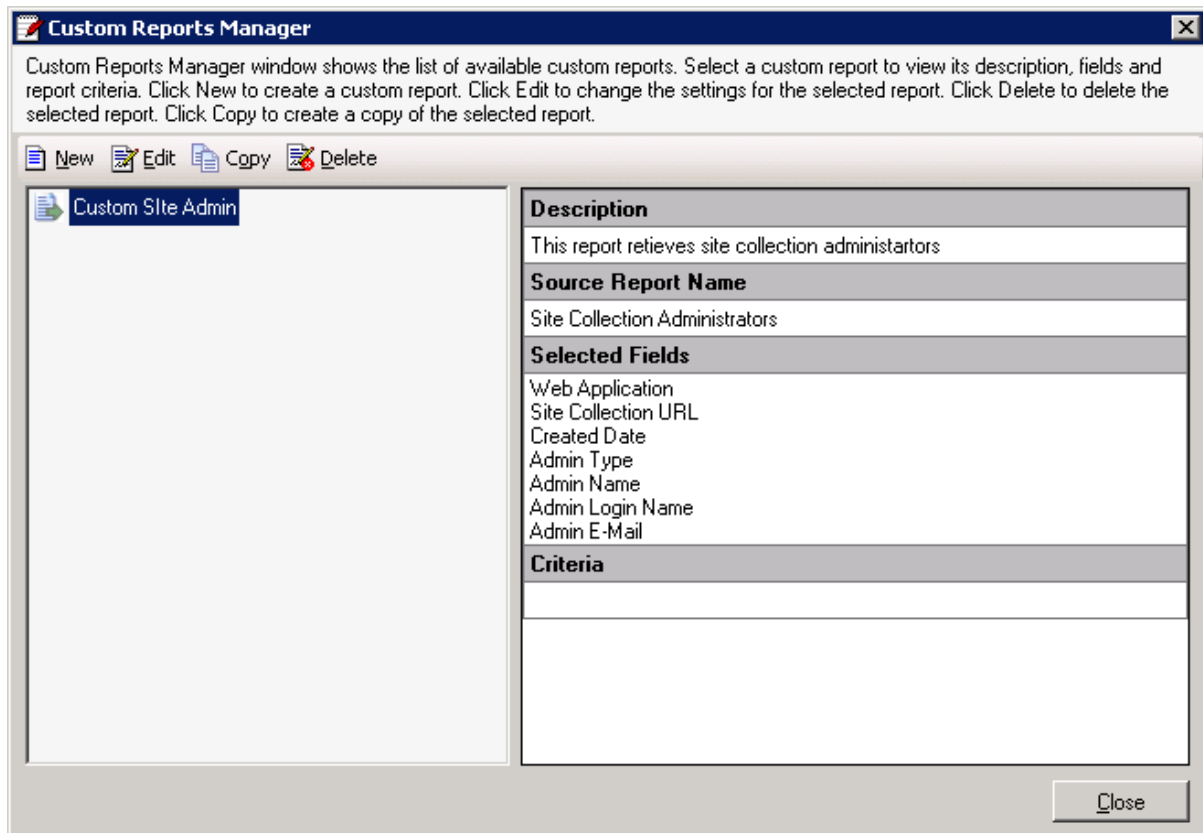 Custom Reports Manager
Custom Reports Manager window shows the list of available custom reports. Select a custom report to view its description, fields and
report criteria. Click New to create a custom report. Click Edit to change the settings for the selected report. Click Delete to delete the
selected report. Click Copy to create a copy of the selected report.
New Edit Copy Delete
Custom SIte Admin
Description
This report retieves site collection administartors
Source Report Name
Site Collection Administrators
Selected Fields
Web Application
Site Collection URL
Created Date
Admin Type
Admin Name
Admin Login Name
Admin E-Mail
Criteria
Close